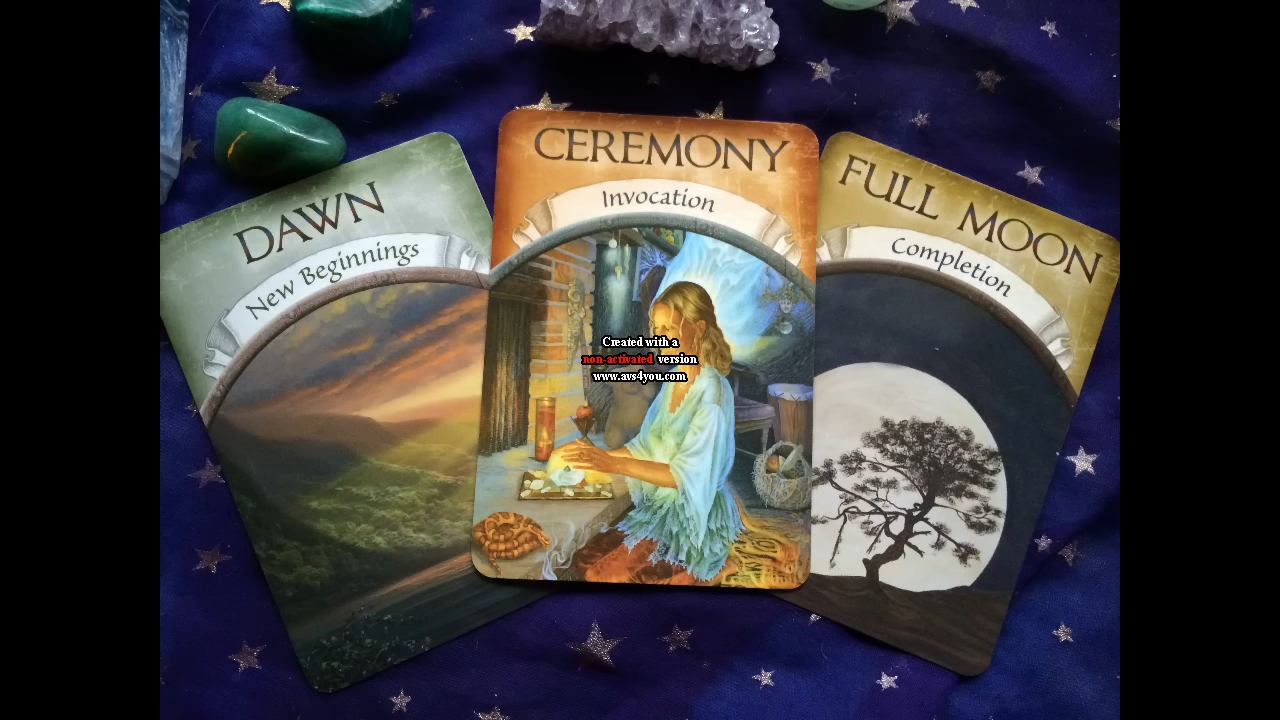 DAWN
New Beginnings
CEREMONY
Invocation
FULL MOON
Completion
Created with a
non-activated version
www.avs4you.com